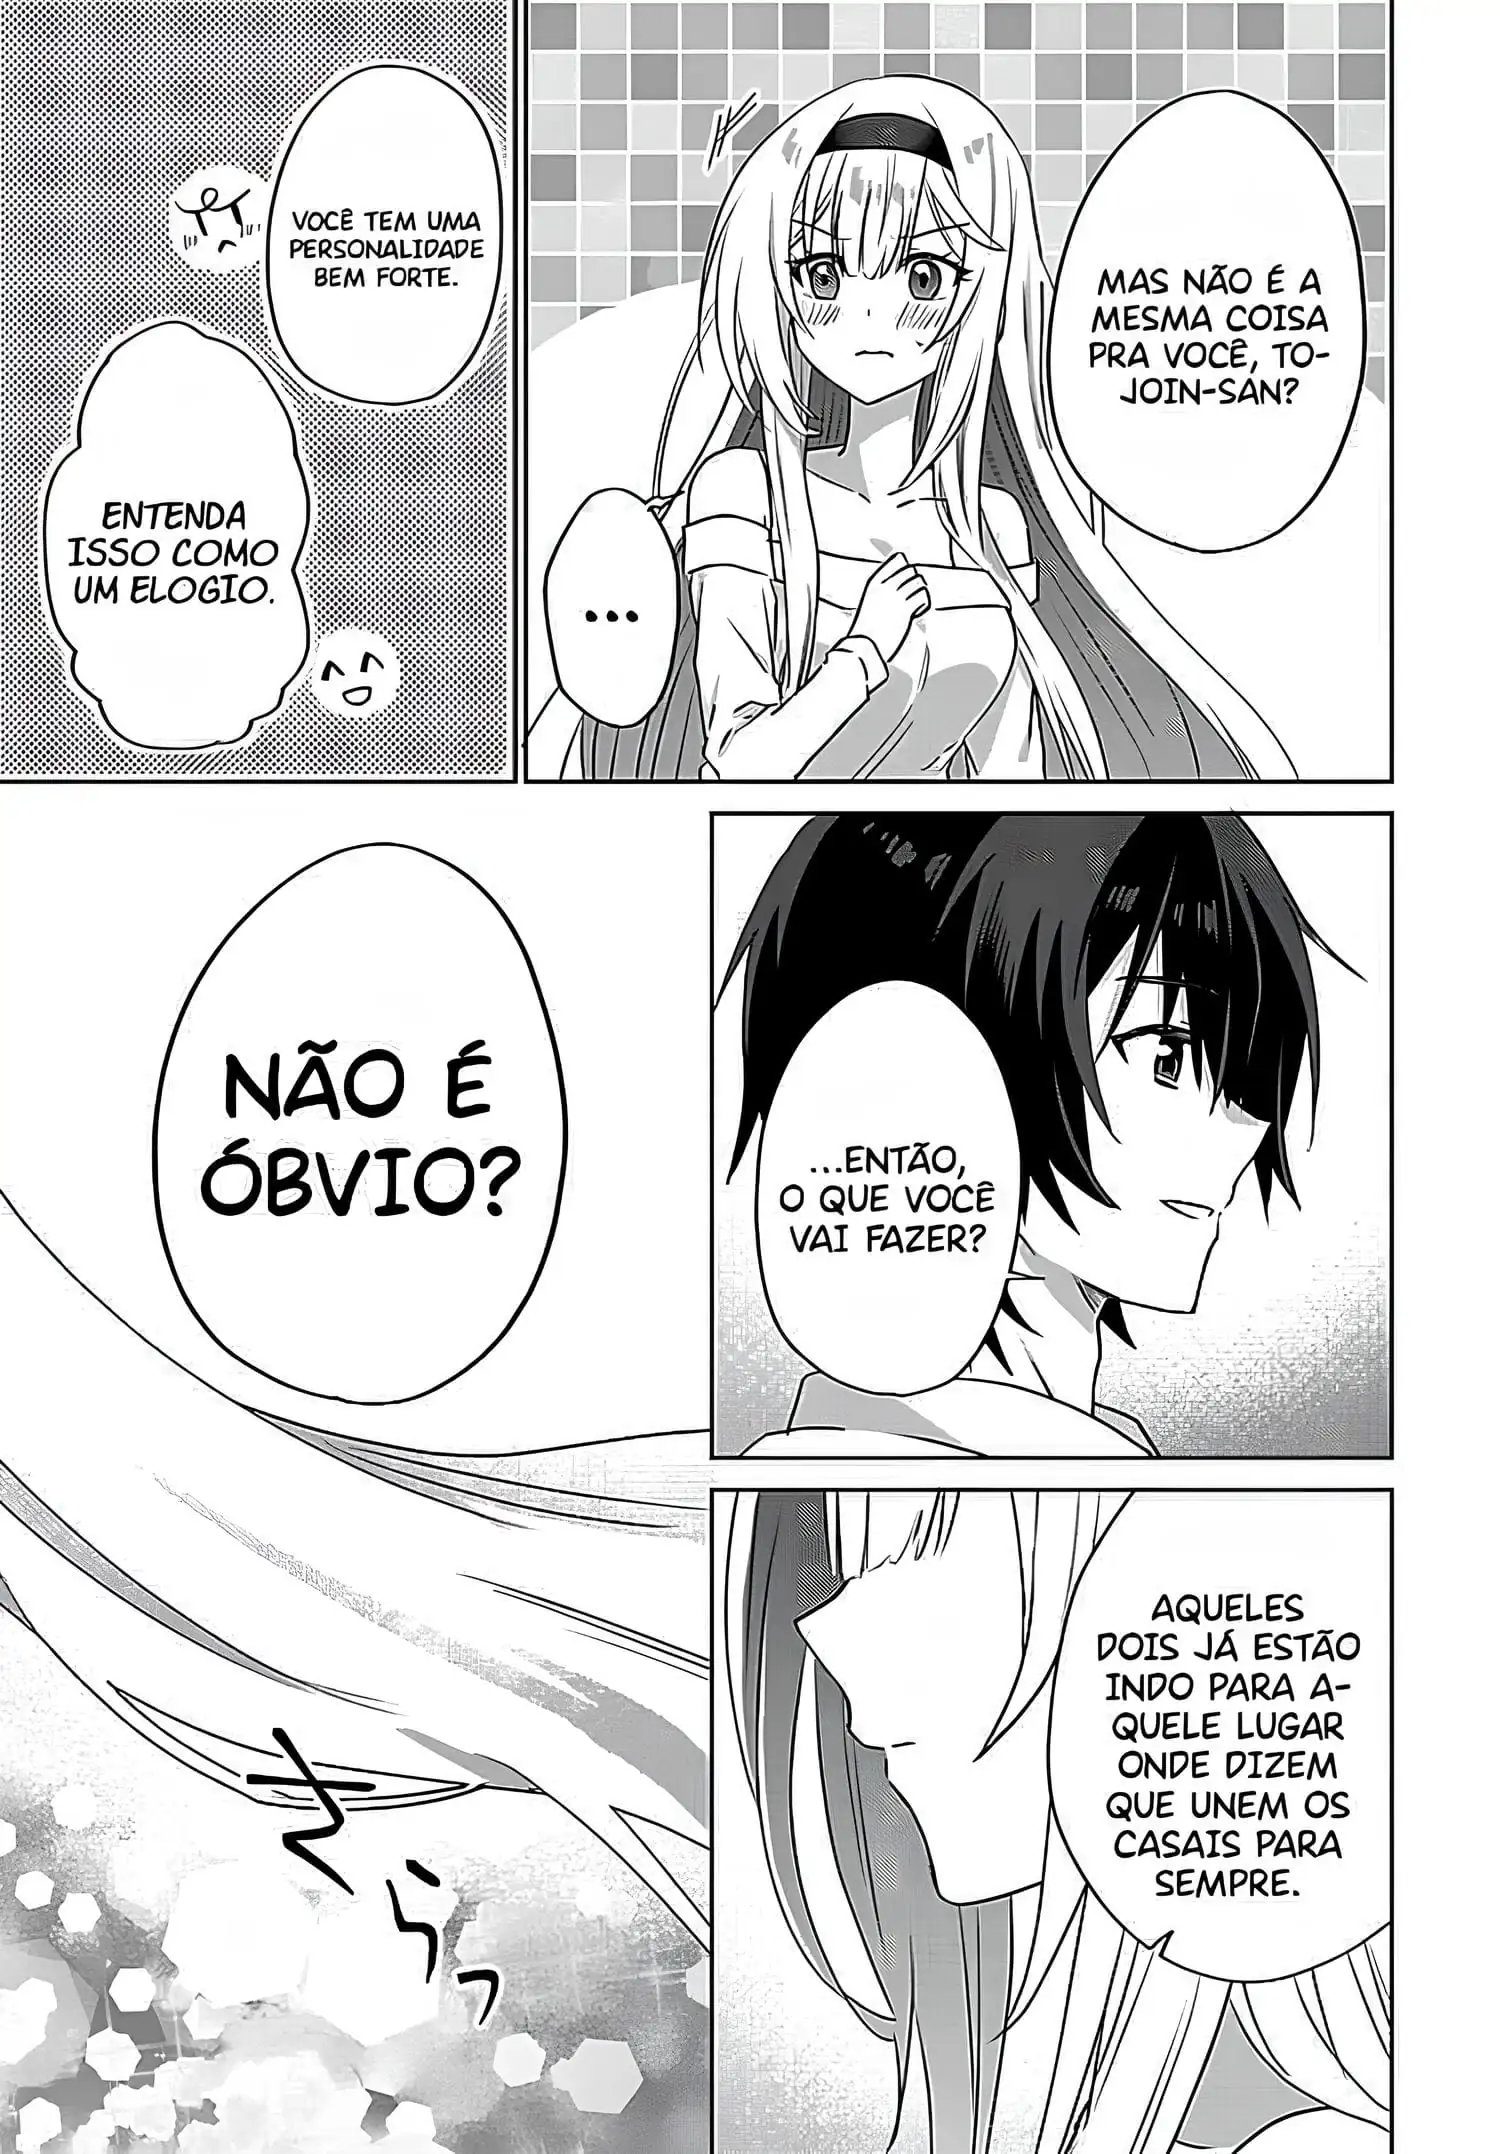 MAS NÃO É A
MESMA COISA
PRA VOCÊ, TO-
JOIN-SAN?
...
VOCÊ TEM UMA
PERSONALIDADE
BEM FORTE.
ENTENDA
ISSO COMO
UM ELOGIO.
...ENTÃO,
O QUE VOCÊ
VAI FAZER?
NÃO É
ÓBVIO?
AQUELES
DOIS JÁ ESTÃO
INDO PARA A-
QUELE LUGAR
ONDE DIZEM
QUE UNEM OS
CASAIS PARA
SEMPRE.